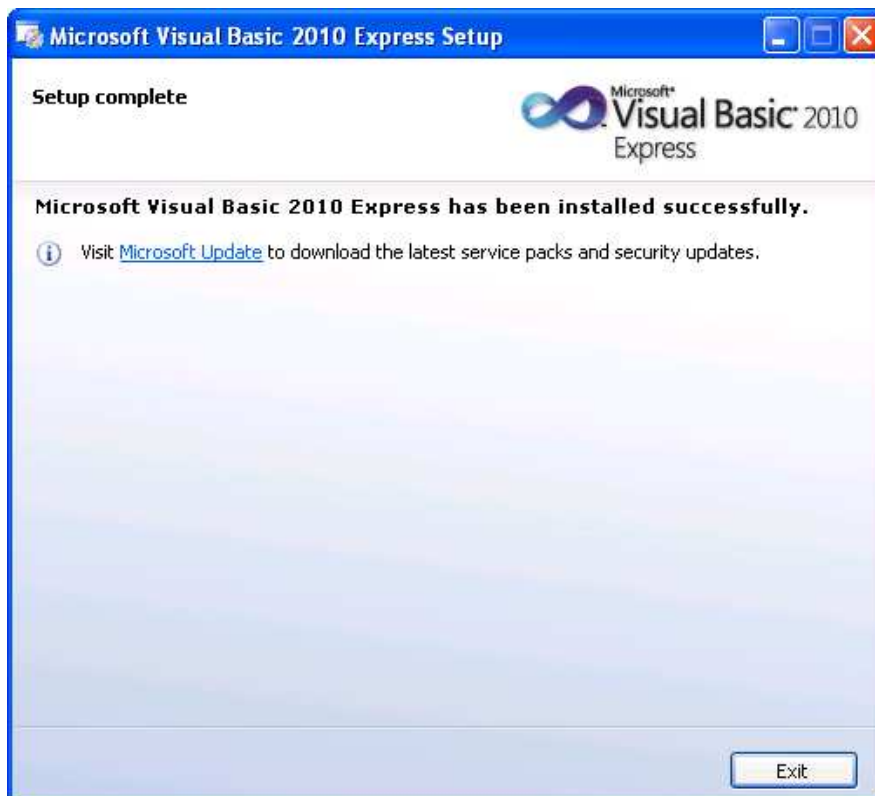 Microsoft Visual Basic 2010 Express Setup
Setup complete
Microsoft®
Visual Basic® 2010
Express
Microsoft Visual Basic 2010 Express has been installed successfully.
Visit Microsoft Update to download the latest service packs and security updates.
Exit